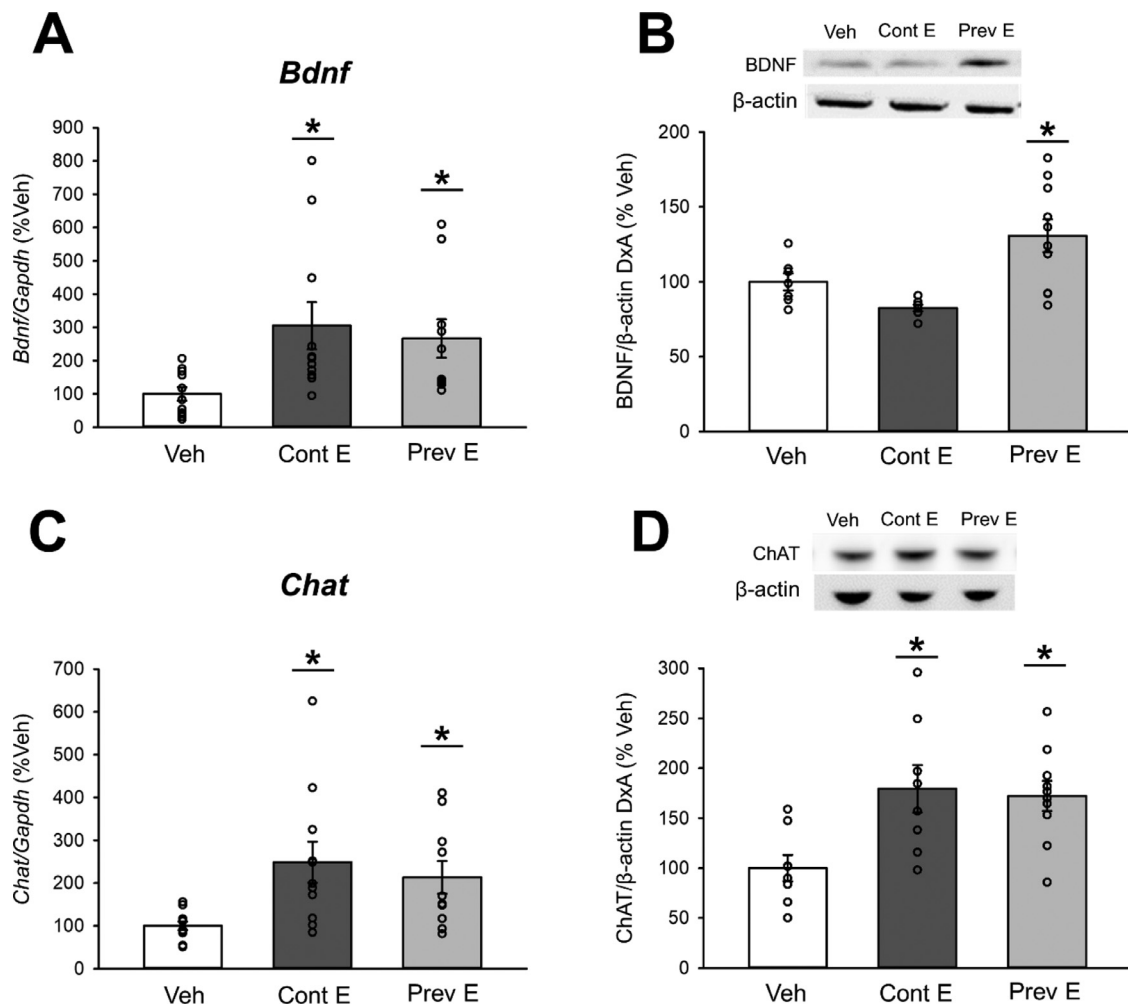 A
Bdnf
Bdnf/Gapdh (%Veh)
900
800
700
600
500
400
300
200
100
0
*
*
Veh Cont E Prev E
B
Veh Cont E Prev E
BDNF
β-actin
BDNF/β-actin DxA (% Veh)
200
150
100
50
0
*
Veh Cont E Prev E
C
Chat
Chat/Gapdh (%Veh)
700
600
500
400
300
200
100
0
*
*
Veh Cont E Prev E
D
Veh Cont E Prev E
ChAT
β-actin
ChAT/β-actin DxA (% Veh)
300
250
200
150
100
50
0
*
*
Veh Cont E Prev E